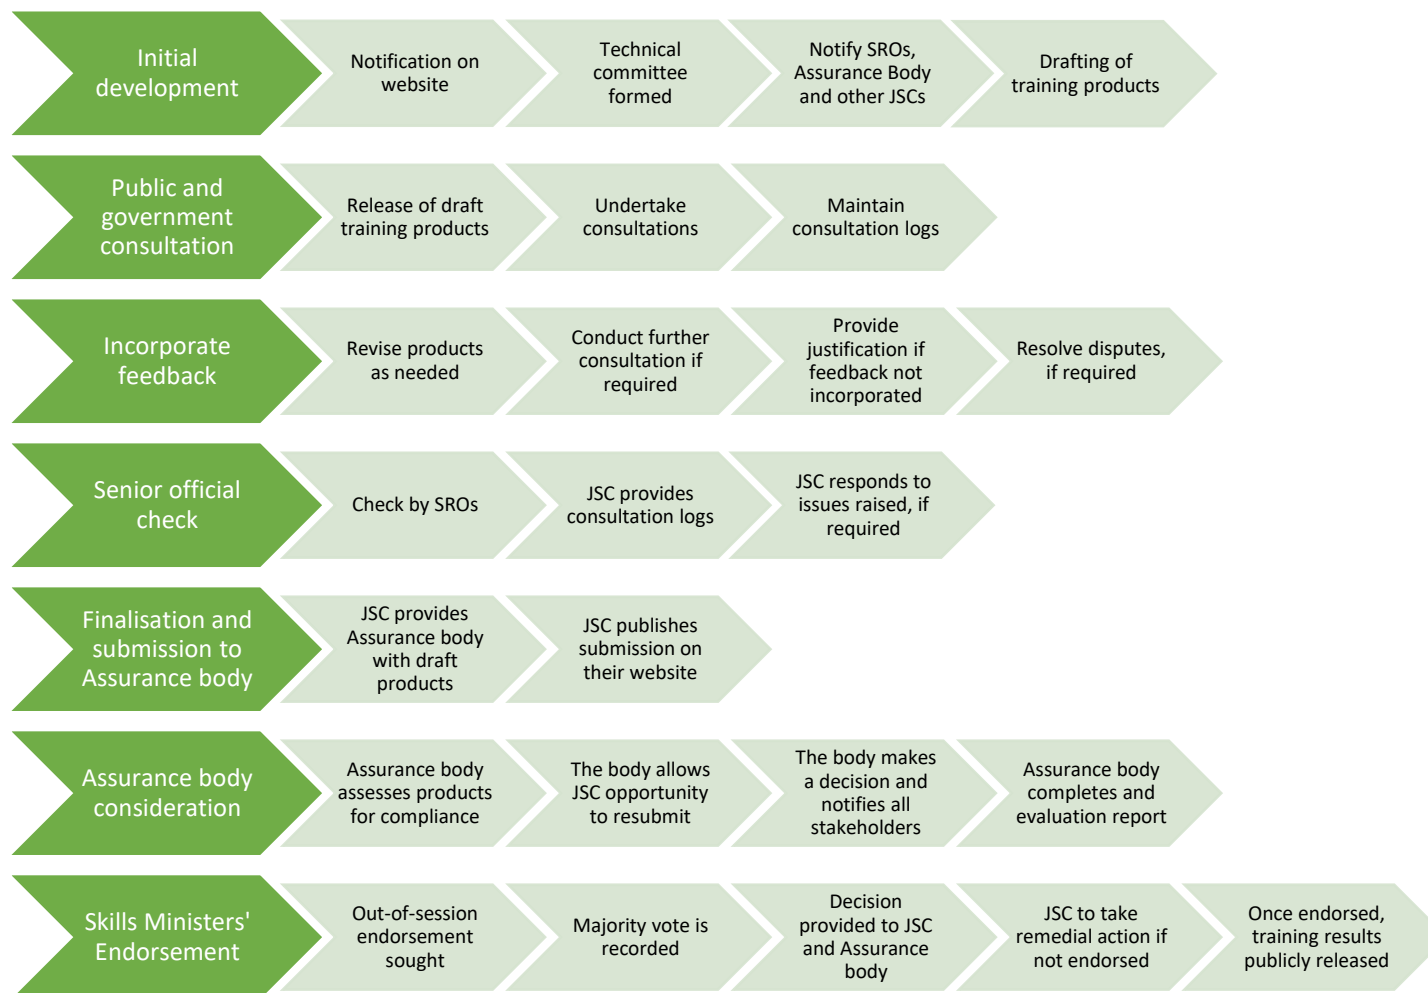 Initial
development
Notification on
website
Technical
committee
formed
Notify SROs,
Assurance Body
and other JSCs
Drafting of
training products
Public and
government
consultation
Release of draft
training products
Undertake
consultations
Maintain
consultation logs
Incorporate
feedback
Revise products
as needed
Conduct further
consultation if
required
Provide
justification if
feedback not
incorporated
Resolve disputes,
if required
Senior official
check
Check by SROs
JSC provides
consultation logs
JSC responds to
issues raised, if
required
Finalisation and
submission to
Assurance body
JSC provides
Assurance body
with draft
products
JSC publishes
submission on
their website
Assurance body
consideration
Assurance body
assesses products
for compliance
The body allows
JSC opportunity
to resubmit
The body makes
a decision and
notifies all
stakeholders
Assurance body
completes and
evaluation report
Skills Ministers'
Endorsement
Out-of-session
endorsement
sought
Majority vote is
recorded
Decision
provided to JSC
and Assurance
body
JSC to take
remedial action if
not endorsed
Once endorsed,
training results
publicly released